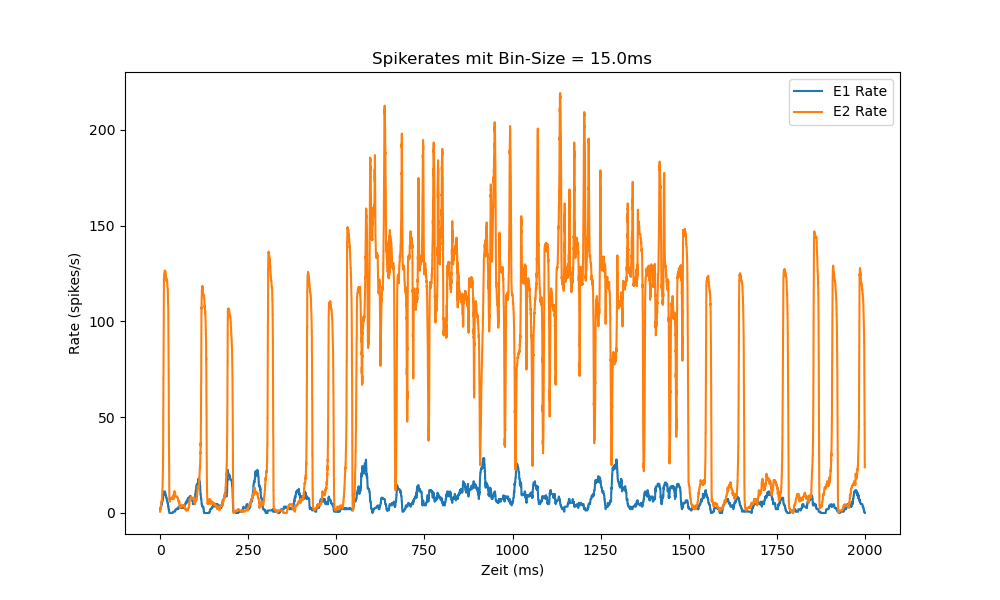 Spikerates mit Bin-Size = 15.0ms
E1 Rate
E2 Rate
200
150
100
50
0
Rate (spikes/s)
0 250 500 750 1000 1250 1500 1750 2000
Zeit (ms)